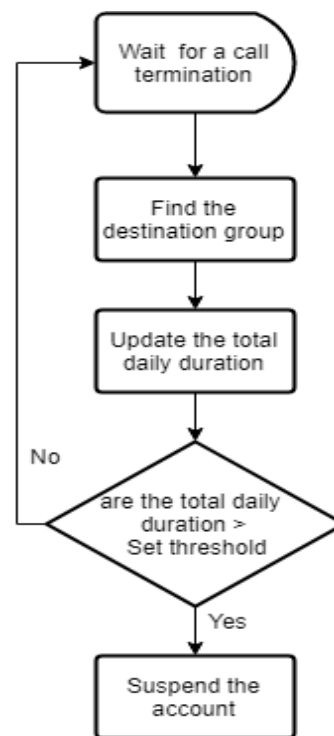 Wait for a call
termination
Find the
destination group
Update the total
daily duration
No
are the total daily
duration >
Set threshold
Yes
Suspend the
account